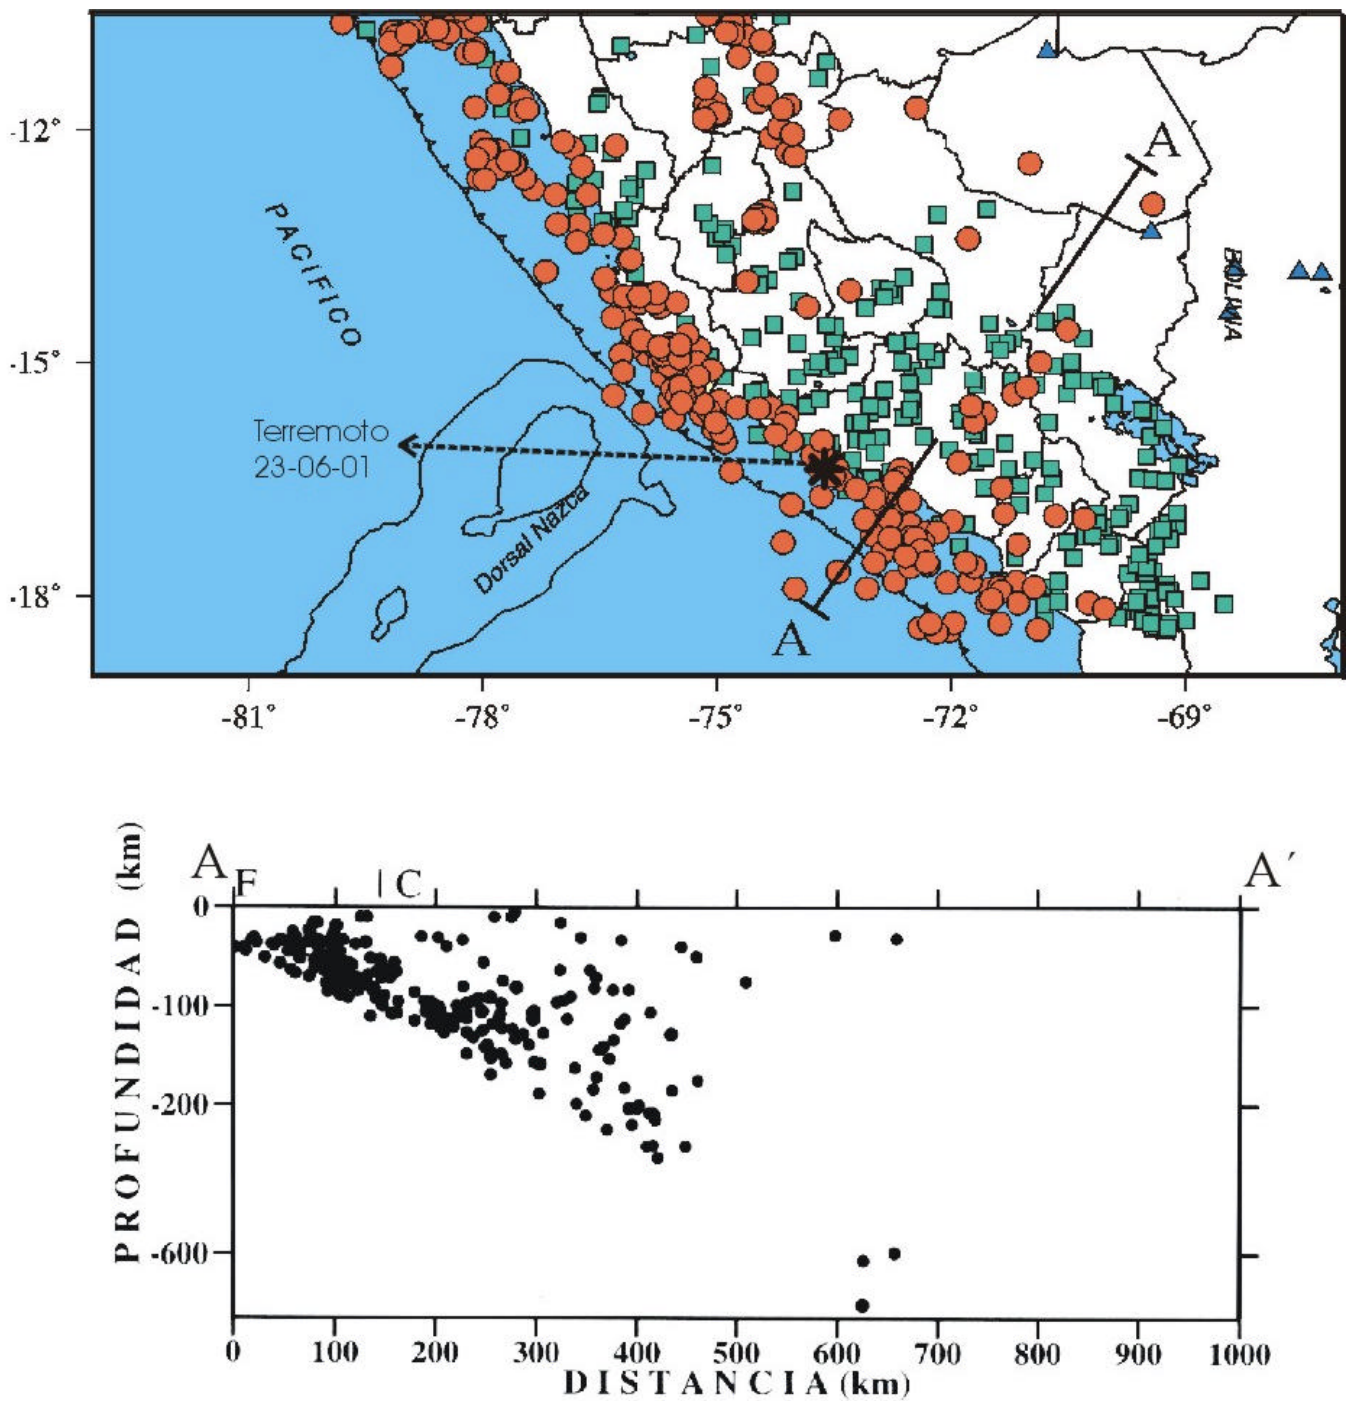 -12°
-15°
-18°
PACIFICO
Terremoto
23-06-01
Dorsal Nazca
BOLIVIA
A´
A
-81°
-78°
-75°
-72°
-69°
A
F
C
A´
PROFUNDIDAD (km)
0
-100
-200
-600
0
100
200
300
400
500
600
700
800
900
1000
DISTANCIA (km)